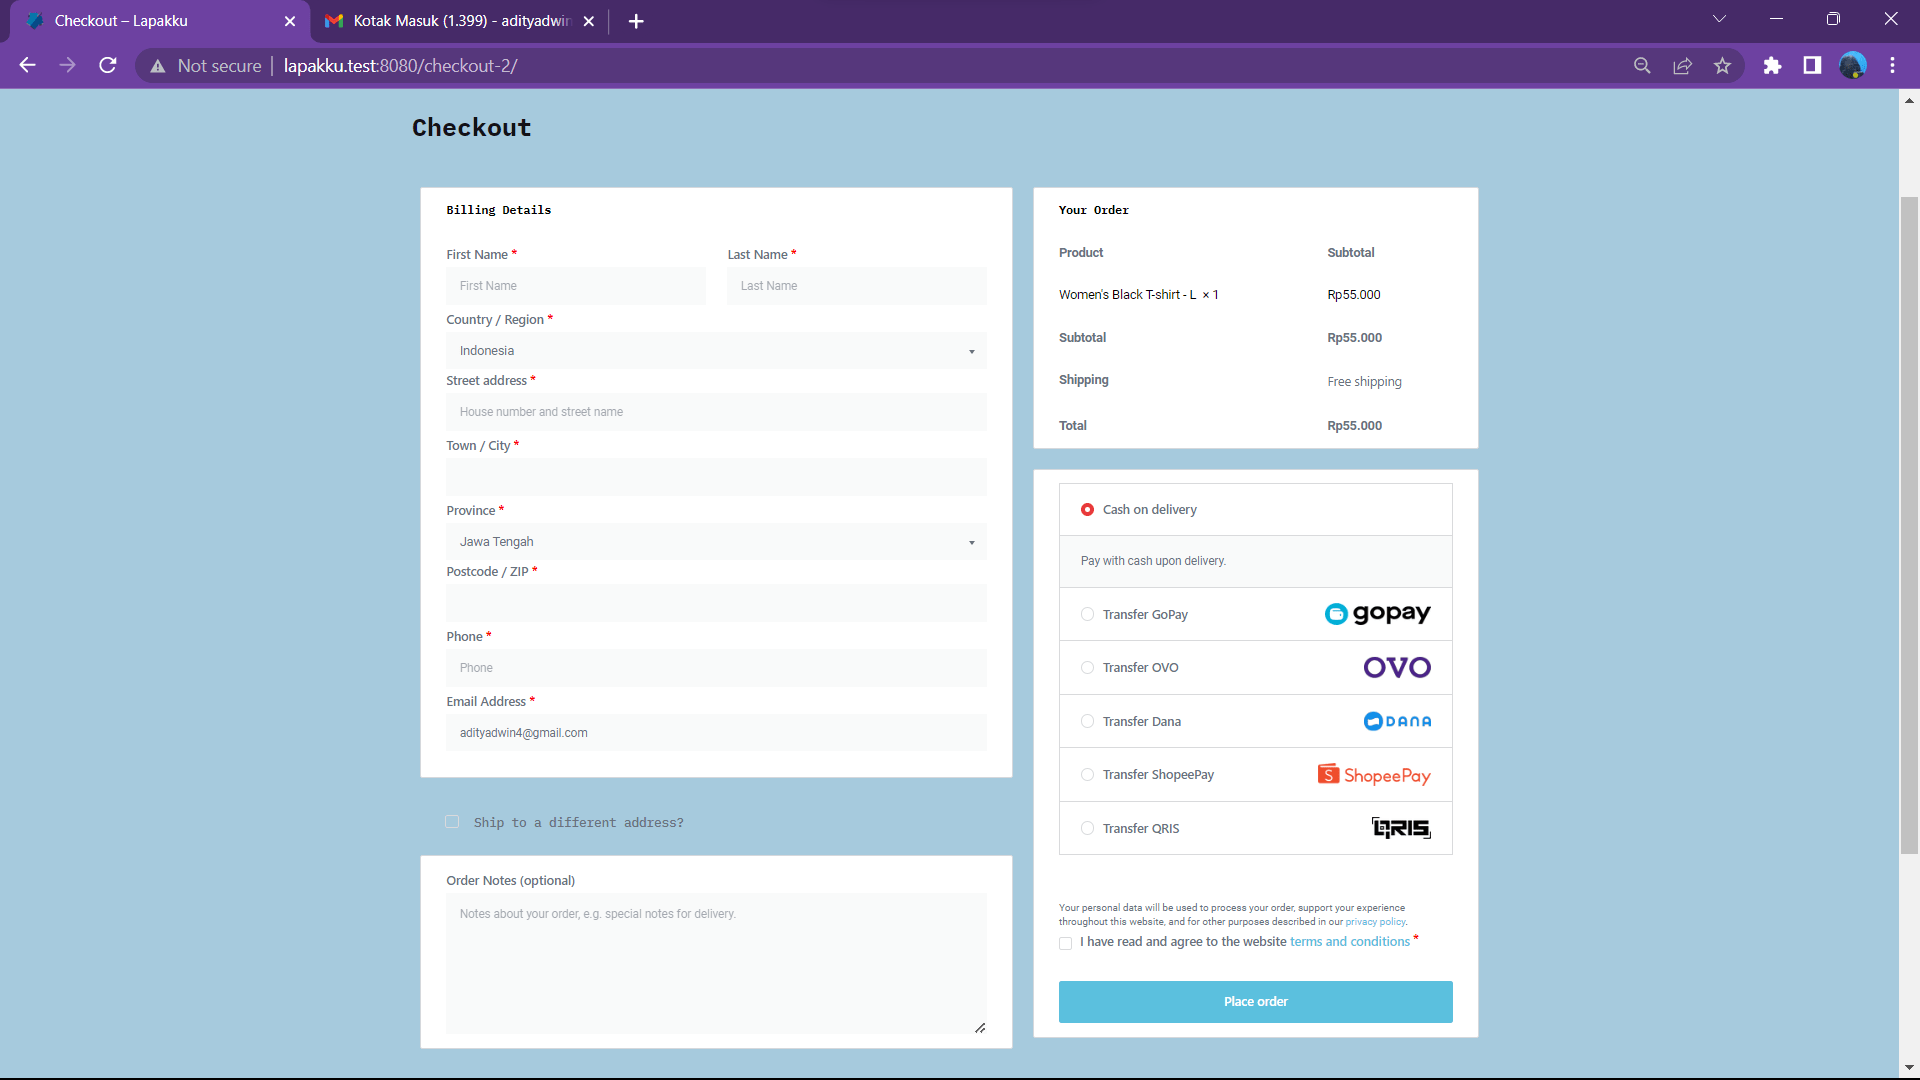 Checkout – Lapakku
Kotak Masuk (1.399) - adityadwin
Not secure
lapakku.test:8080/checkout-2/
Checkout
Billing Details
First Name *
Last Name *
First Name
Last Name
Country / Region *
Indonesia
Street address *
House number and street name
Town / City *
Province *
Jawa Tengah
Postcode / ZIP *
Phone *
Phone
Email Address *
adityadwin4@gmail.com
Ship to a different address?
Order Notes (optional)
Notes about your order, e.g. special notes for delivery.
Your Order
Product Subtotal
Women's Black T-shirt - L × 1 Rp55.000
Subtotal Rp55.000
Shipping Free shipping
Total Rp55.000
Cash on delivery
Pay with cash upon delivery.
Transfer GoPay gopay
Transfer OVO OVO
Transfer Dana DANA
Transfer ShopeePay S ShopeePay
Transfer QRIS QRIS
Your personal data will be used to process your order, support your experience
throughout this website, and for other purposes described in our privacy policy.
I have read and agree to the website terms and conditions *
Place order